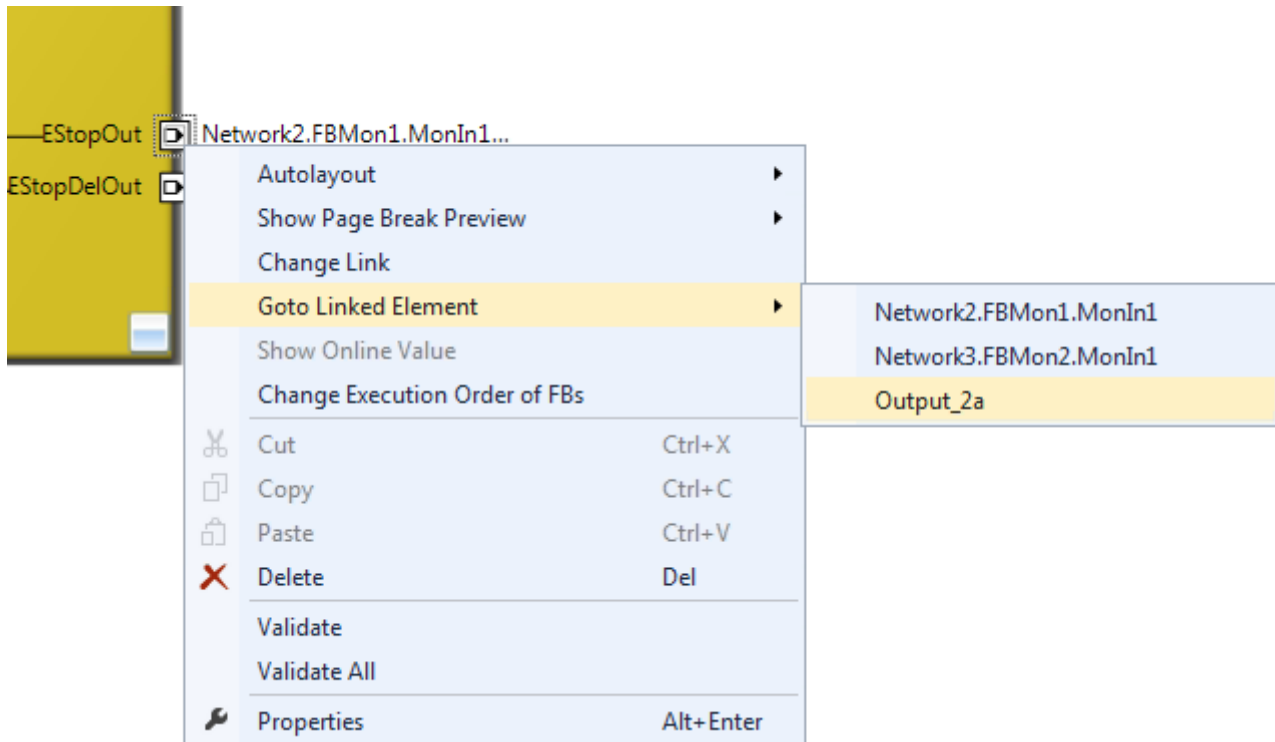 EStopOut Network2.FBMon1.MonIn1...
EStopDelOut
Autolayout
Show Page Break Preview
Change Link
Goto Linked Element
Show Online Value
Change Execution Order of FBs
Cut Ctrl+X
Copy Ctrl+C
Paste Ctrl+V
Delete Del
Validate
Validate All
Properties Alt+Enter
Network2.FBMon1.MonIn1
Network3.FBMon2.MonIn1
Output_2a